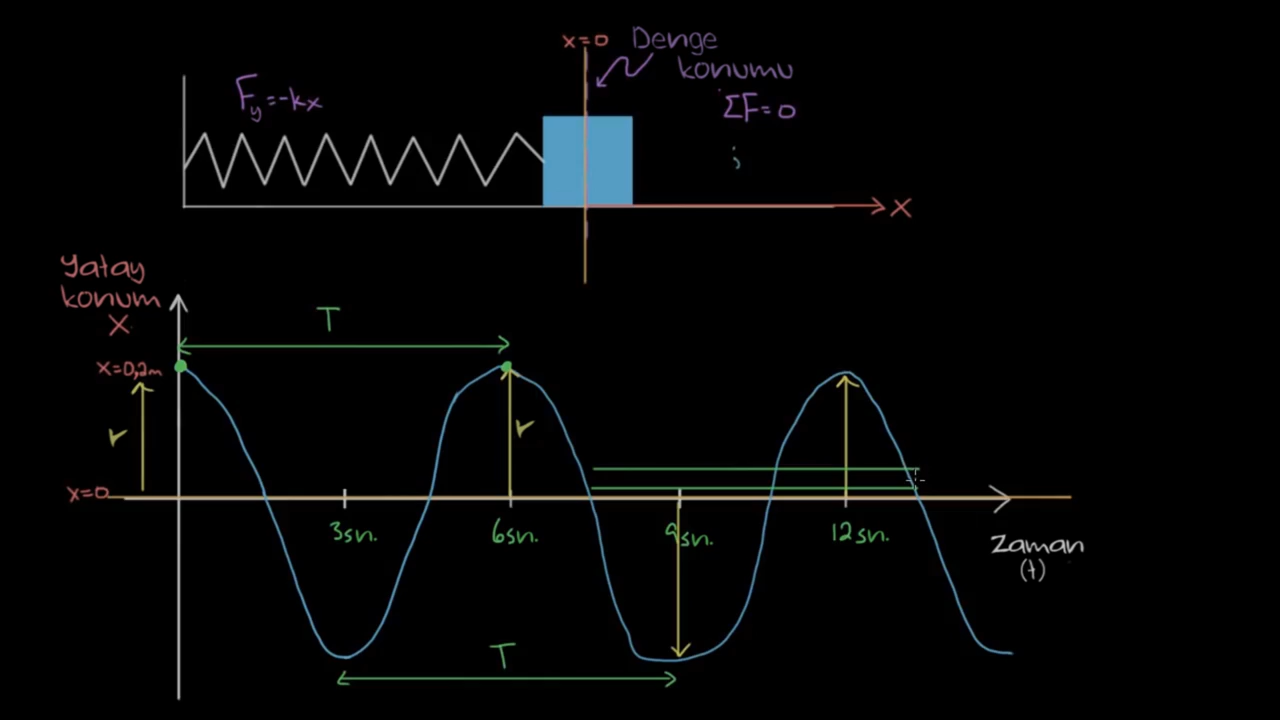 x=0
Denge
konumu
ΣF=0
Fy=-kx
;
X
Yatay
konum
X
T
x=0,2m
r
r
x=0
3sn.
6sn.
9sn.
12sn.
Zaman
(t)
T